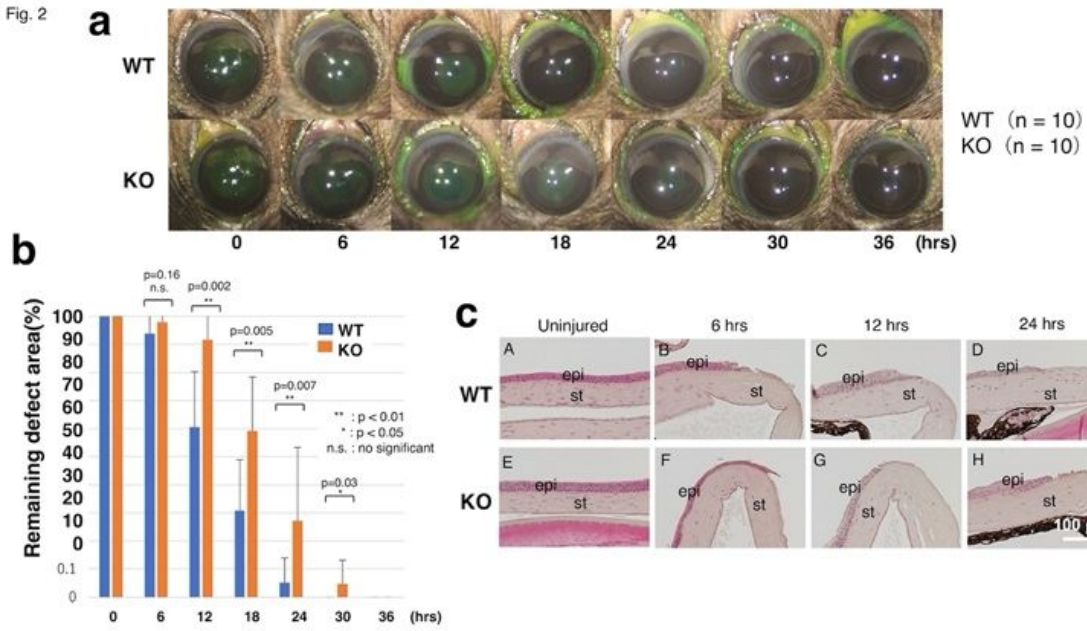 Fig. 2
a
WT
KO
WT (n = 10)
KO (n = 10)
0 6 12 18 24 30 36 (hrs)
b
Remaining defect area(%)
100
90
80
70
60
50
40
30
20
10
0
0.1
0
p=0.16
n.s.
p=0.002
**
p=0.005
**
p=0.007
**
p=0.03
*
WT
KO
** : p < 0.01
* : p < 0.05
n.s. : no significant
0 6 12 18 24 30 36 (hrs)
c
Uninjured 6 hrs 12 hrs 24 hrs
WT
A epi st
B epi st
C epi st
D epi st
KO
E epi st
F epi st
G epi st
H epi st
100